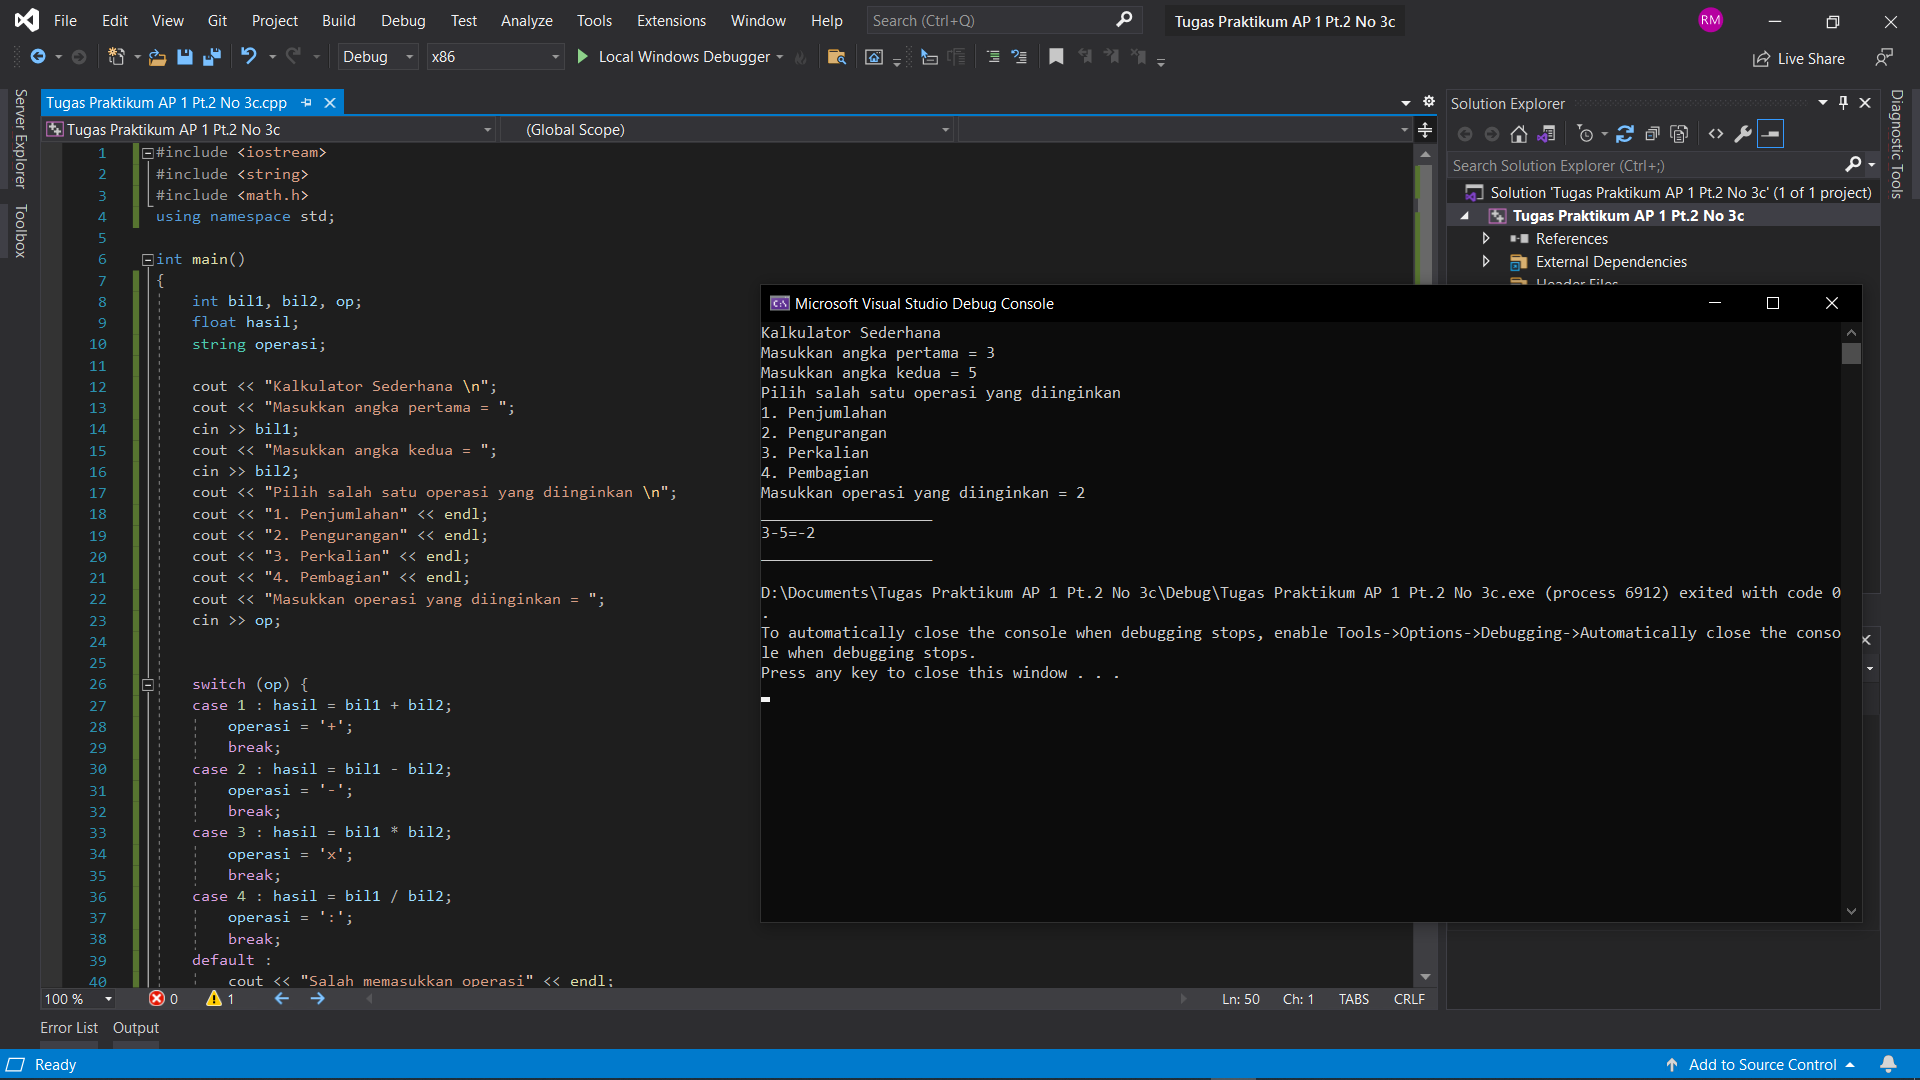 File Edit View Git Project Build Debug Test Analyze Tools Extensions Window Help Search (Ctrl+Q) Tugas Praktikum AP 1 Pt.2 No 3c RM
Debug x86 Local Windows Debugger Live Share
Server Explorer
Toolbox
Tugas Praktikum AP 1 Pt.2 No 3c.cpp
Tugas Praktikum AP 1 Pt.2 No 3c (Global Scope)
1 #include <iostream>
2 #include <string>
3 #include <math.h>
4 using namespace std;
5
6 int main()
7 {
8 int bil1, bil2, op;
9 float hasil;
10 string operasi;
11
12 cout << "Kalkulator Sederhana \n";
13 cout << "Masukkan angka pertama = ";
14 cin >> bil1;
15 cout << "Masukkan angka kedua = ";
16 cin >> bil2;
17 cout << "Pilih salah satu operasi yang diinginkan \n";
18 cout << "1. Penjumlahan" << endl;
19 cout << "2. Pengurangan" << endl;
20 cout << "3. Perkalian" << endl;
21 cout << "4. Pembagian" << endl;
22 cout << "Masukkan operasi yang diinginkan = ";
23 cin >> op;
24
25
26 switch (op) {
27 case 1 : hasil = bil1 + bil2;
28 operasi = '+';
29 break;
30 case 2 : hasil = bil1 - bil2;
31 operasi = '-';
32 break;
33 case 3 : hasil = bil1 * bil2;
34 operasi = 'x';
35 break;
36 case 4 : hasil = bil1 / bil2;
37 operasi = ':';
38 break;
39 default :
40 cout << "Salah memasukkan operasi" << endl;
100 % 0 1 Ln: 50 Ch: 1 TABS CRLF
Microsoft Visual Studio Debug Console
Kalkulator Sederhana
Masukkan angka pertama = 3
Masukkan angka kedua = 5
Pilih salah satu operasi yang diinginkan
1. Penjumlahan
2. Pengurangan
3. Perkalian
4. Pembagian
Masukkan operasi yang diinginkan = 2
___________________
3-5=-2
___________________
D:\Documents\Tugas Praktikum AP 1 Pt.2 No 3c\Debug\Tugas Praktikum AP 1 Pt.2 No 3c.exe (process 6912) exited with code 0
.
To automatically close the console when debugging stops, enable Tools->Options->Debugging->Automatically close the conso
le when debugging stops.
Press any key to close this window . . .
Solution Explorer
Search Solution Explorer (Ctrl+;)
Solution 'Tugas Praktikum AP 1 Pt.2 No 3c' (1 of 1 project)
Tugas Praktikum AP 1 Pt.2 No 3c
References
External Dependencies
Header Files
Diagnostic Tools
Error List Output
Ready Add to Source Control